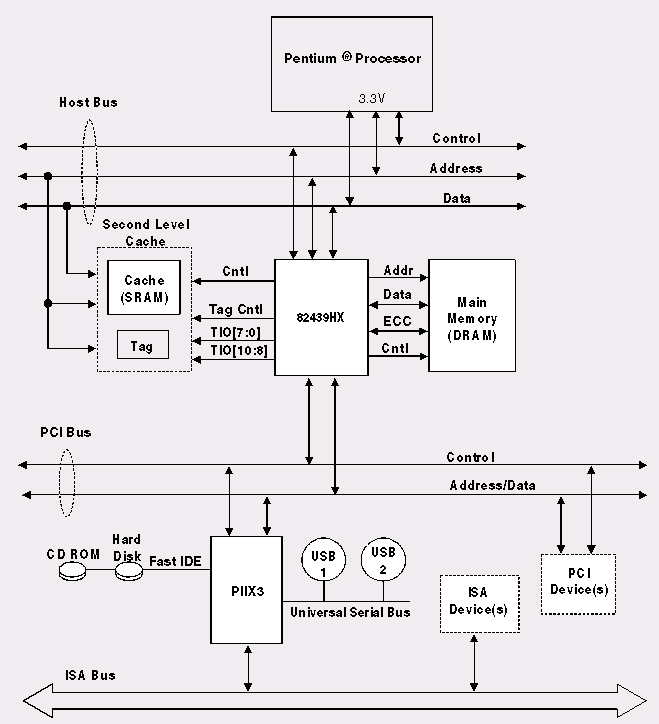 Pentium ® Processor
3.3V
Host Bus
Control
Address
Data
Second Level
Cache
Cache
(SRAM)
Tag
Cntl
Tag Cntl
TIO[7:0]
TIO[10:8]
82439HX
Addr
Data
ECC
Cntl
Main
Memory
(DRAM)
PCI Bus
Control
Address/Data
CD ROM
Hard
Disk
Fast IDE
PIIX3
USB
1
USB
2
Universal Serial Bus
ISA
Device(s)
PCI
Device(s)
ISA Bus